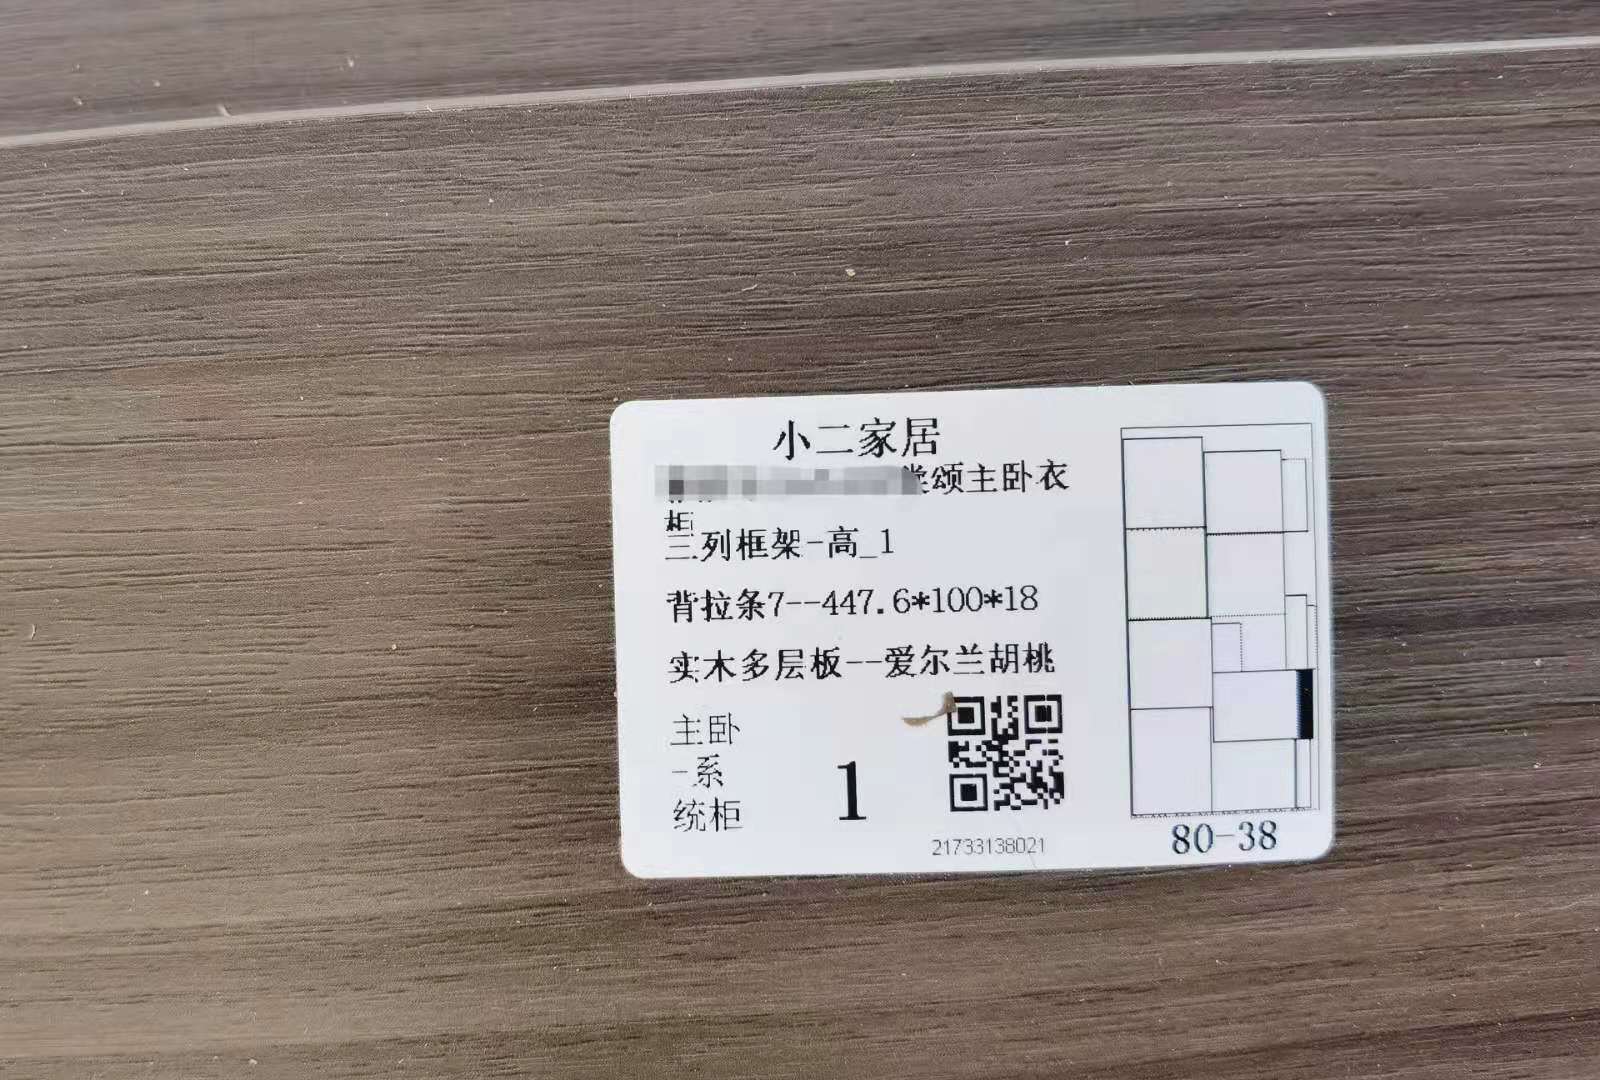 小二家居
颂主卧衣
柜
三列框架-高_1
背拉条7--447.6*100*18
实木多层板--爱尔兰胡桃
主卧
-系
统柜
1
21733138021
80-38